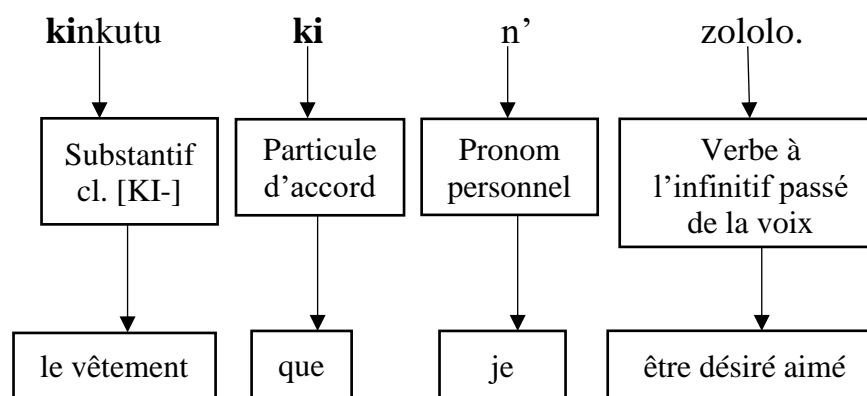 kinkutu ki n’ zololo.
Substantif cl. [KI-]
Particule d’accord
Pronom personnel
Verbe à l’infinitif passé de la voix
le vêtement
que
je
être désiré aimé